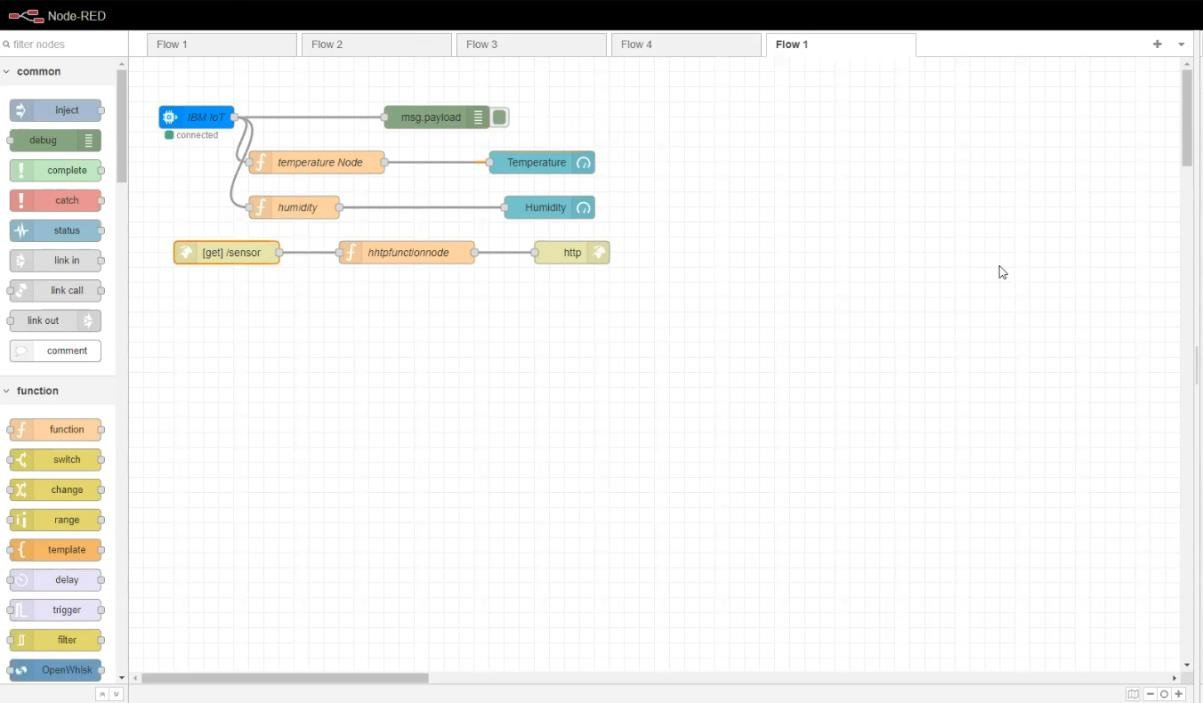 Node-RED
filter nodes
Flow 1
Flow 2
Flow 3
Flow 4
Flow 1
common
inject
debug
complete
catch
status
link in
link call
link out
comment
function
function
switch
change
range
template
delay
trigger
filter
OpenWhisk
IBM IoT
connected
msg.payload
temperature Node
Temperature
humidity
Humidity
[get] /sensor
hhtpfunctionnode
http